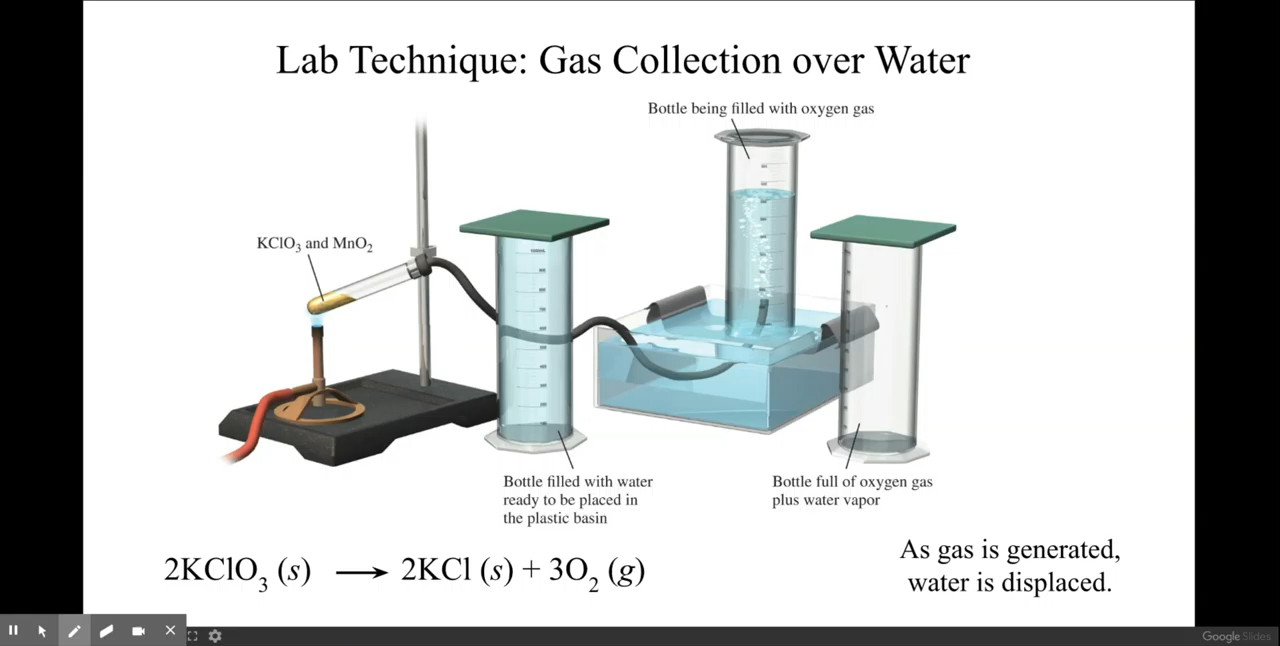 Lab Technique: Gas Collection over Water
Bottle being filled with oxygen gas
KClO₃ and MnO₂
Bottle filled with water
ready to be placed in
the plastic basin
Bottle full of oxygen gas
plus water vapor
2KClO₃ (s) ⟶ 2KCl (s) + 3O₂ (g)
As gas is generated,
water is displaced.
Google Slides